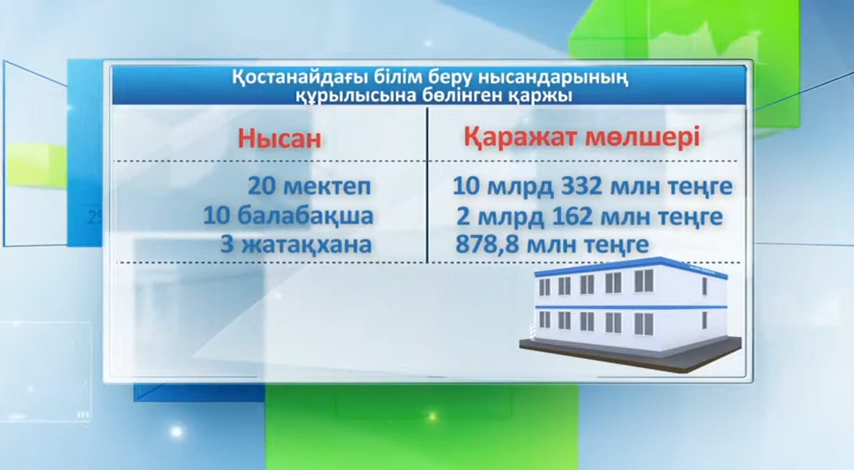 Қостанайдағы білім беру нысандарының
құрылысына бөлінген қаржы
Нысан Қаражат мөлшері
20 мектеп 10 млрд 332 млн теңге
10 балабақша 2 млрд 162 млн теңге
3 жатақхана 878,8 млн теңге